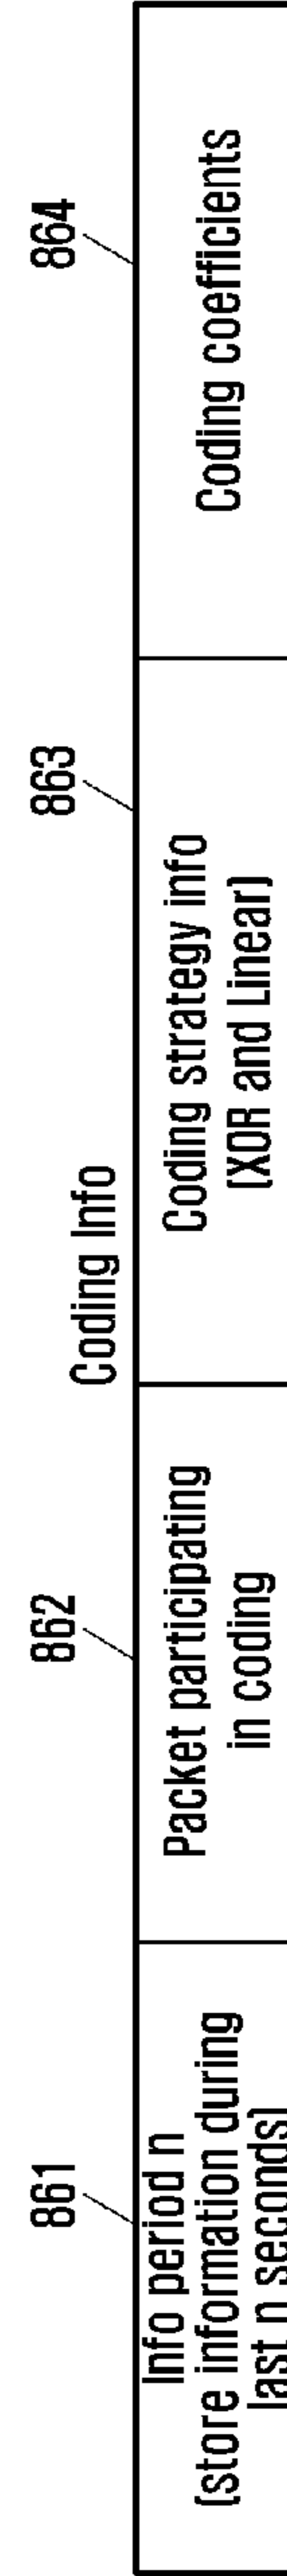 Coding Info
861
862
863
864
Info period n
(store information during
last n seconds)
Packet participating
in coding
Coding strategy info
(XOR and Linear)
Coding coefficients